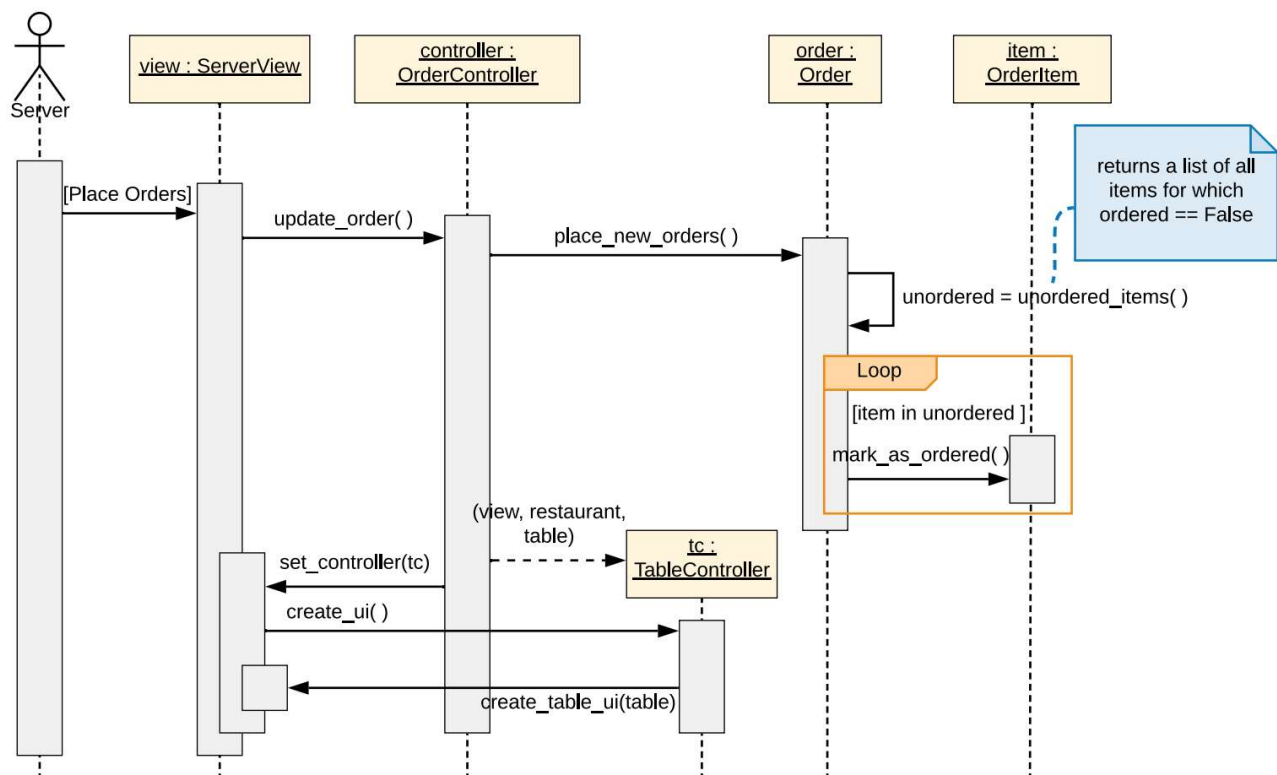 Server
view : ServerView
controller :
OrderController
order :
Order
item :
OrderItem
returns a list of all
items for which
ordered == False
[Place Orders]
update_order( )
place_new_orders( )
unordered = unordered_items( )
Loop
[item in unordered ]
mark_as_ordered( )
(view, restaurant,
table)
tc :
TableController
set_controller(tc)
create_ui( )
create_table_ui(table)